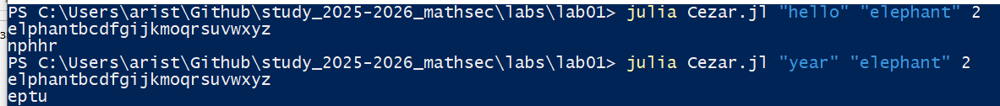 PS C:\Users\arist\Github\study_2025-2026_mathsec\labs\lab01> julia Cezar.jl "hello" "elephant" 2
elphantbcdfgijkmoqrsuvwxyz
3
nphhr
PS C:\Users\arist\Github\study_2025-2026_mathsec\labs\lab01> julia Cezar.jl "year" "elephant" 2
elphantbcdfgijkmoqrsuvwxyz
eptu